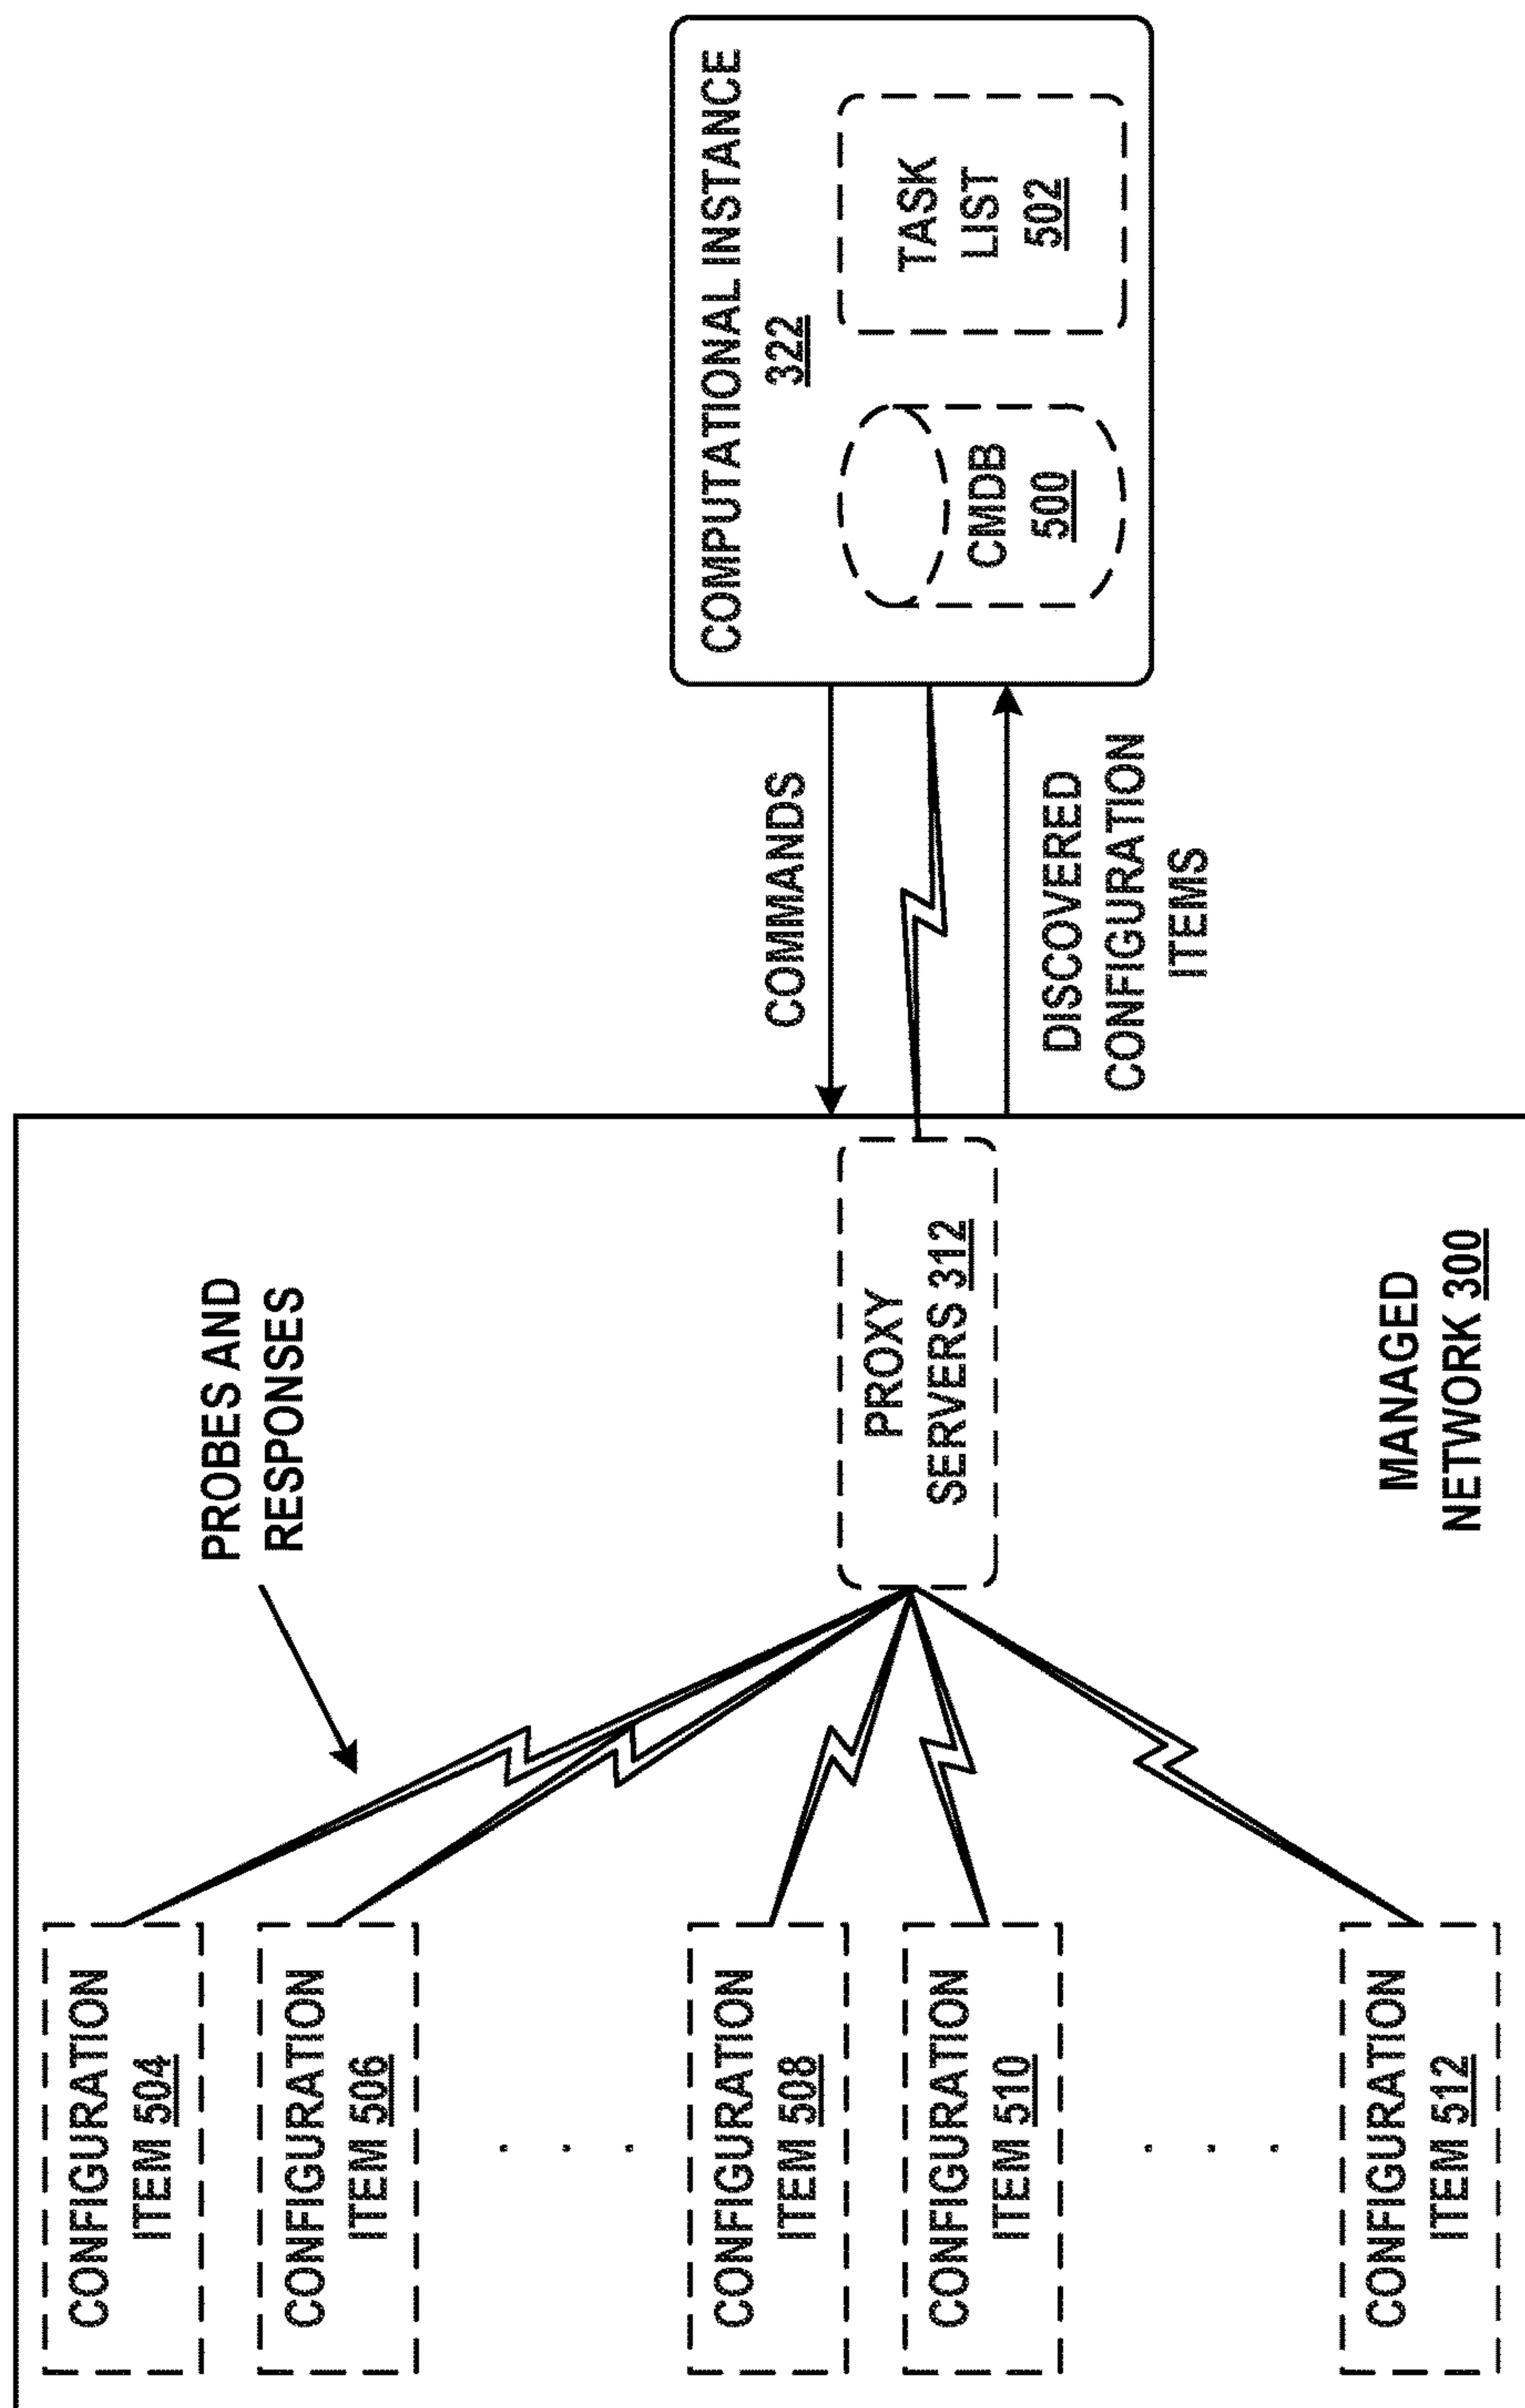 CONFIGURATION
ITEM 504
CONFIGURATION
ITEM 506
. . .
CONFIGURATION
ITEM 508
CONFIGURATION
ITEM 510
. . .
CONFIGURATION
ITEM 512
PROBES AND
RESPONSES
PROXY
SERVERS 312
MANAGED
NETWORK 300
COMMANDS
DISCOVERED
CONFIGURATION
ITEMS
COMPUTATIONAL INSTANCE
322
CMDB
500
TASK
LIST
502